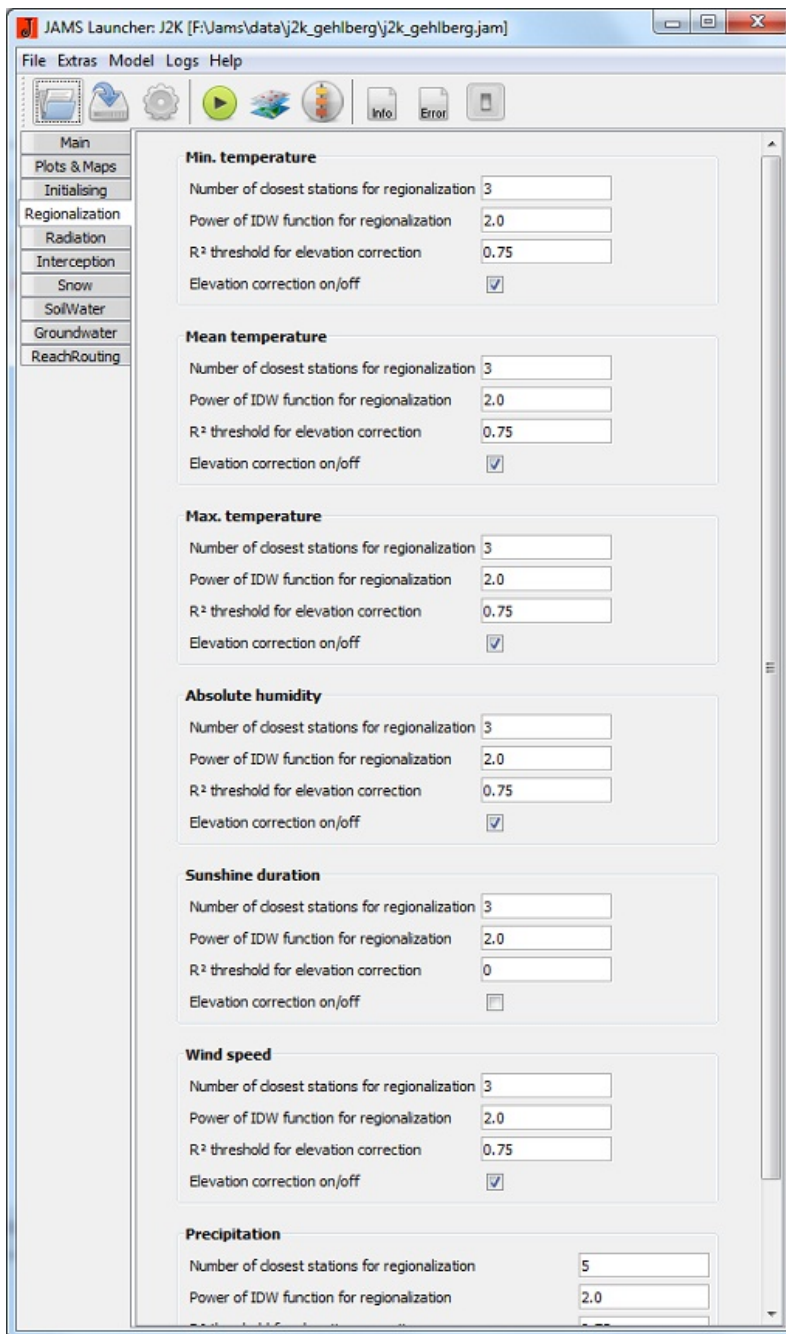 JAMS Launcher: J2K [F:\Jams\data\j2k_gehlberg\j2k_gehlberg.jam]
File Extras Model Logs Help
Info Error
Main
Plots & Maps
Initialising
Regionalization
Radiation
Interception
Snow
SoilWater
Groundwater
ReachRouting
Min. temperature
Number of closest stations for regionalization 3
Power of IDW function for regionalization 2.0
R² threshold for elevation correction 0.75
Elevation correction on/off
Mean temperature
Number of closest stations for regionalization 3
Power of IDW function for regionalization 2.0
R² threshold for elevation correction 0.75
Elevation correction on/off
Max. temperature
Number of closest stations for regionalization 3
Power of IDW function for regionalization 2.0
R² threshold for elevation correction 0.75
Elevation correction on/off
Absolute humidity
Number of closest stations for regionalization 3
Power of IDW function for regionalization 2.0
R² threshold for elevation correction 0.75
Elevation correction on/off
Sunshine duration
Number of closest stations for regionalization 3
Power of IDW function for regionalization 2.0
R² threshold for elevation correction 0
Elevation correction on/off
Wind speed
Number of closest stations for regionalization 3
Power of IDW function for regionalization 2.0
R² threshold for elevation correction 0.75
Elevation correction on/off
Precipitation
Number of closest stations for regionalization 5
Power of IDW function for regionalization 2.0